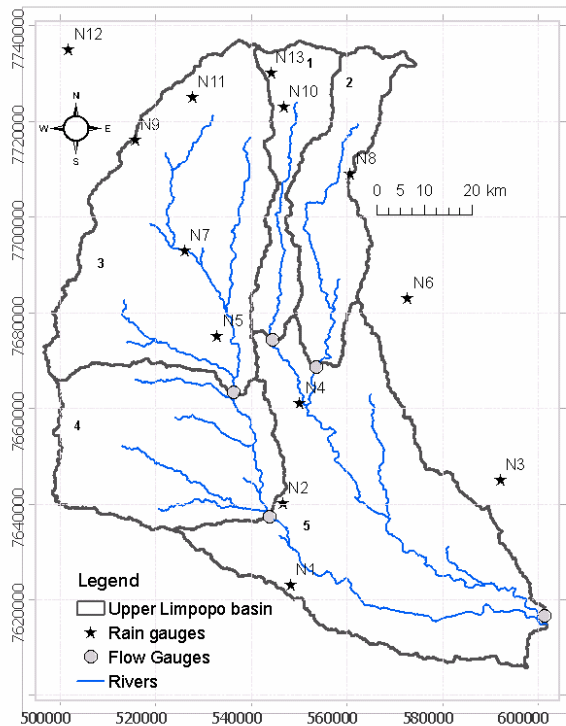 N12
7740000
N13
1
2
N11
N10
N
W E
S
7720000
N9
N8
0 5 10 20 km
7700000
N7
3
N6
7680000
N5
N4
7660000
4
N3
7640000
N2
5
N1
Legend
Upper Limpopo basin
Rain gauges
Flow Gauges
Rivers
7620000
500000 520000 540000 560000 580000 600000